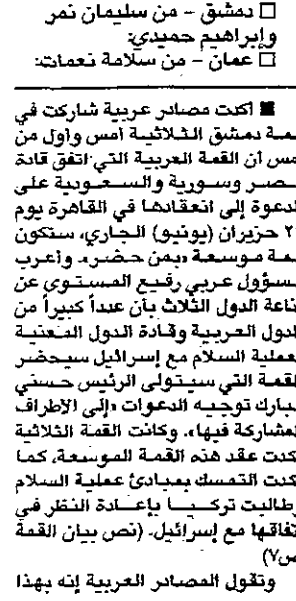 □ دمشق - من سليمان نمر
وإبراهيم حميدي:
□ عمان - من سلامة نعمات:
■ أكدت مصادر عربية شاركت في
قمة دمشق الثلاثية أمس وأول من
أمس أن القمة العربية التي اتفق قادة
مصر وسورية والسعودية على
الدعوة إلى انعقادها في القاهرة يوم
حزيران (يونيو) الجاري، ستكون
قمة موسعة «بمن حضر». وأعرب
مسؤول عربي رفيع المستوى عن
قناعة الدول الثلاث بأن عدداً كبيراً من
الدول العربية وقادة الدول المعنية
بعملية السلام مع إسرائيل سيحضر
القمة التي سيتولى الرئيس حسني
مبارك توجيه الدعوات «إلى الأطراف
المشاركة فيها». وكانت القمة الثلاثية
أكدت عقد هذه القمة الموسعة، كما
أكدت التمسك بمبادئ عملية السلام
وطالبت تركيا بإعادة النظر في
اتفاقها مع إسرائيل. (نص بيان القمة
ص٧)
وتقول المصادر العربية إنه بهذا